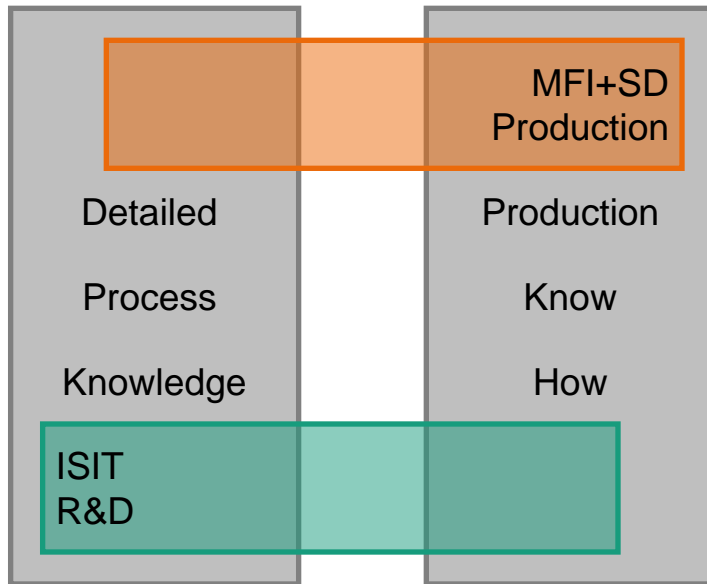 MFI+SD
Production
Detailed
Process
Knowledge
Production
Know
How
ISIT
R&D